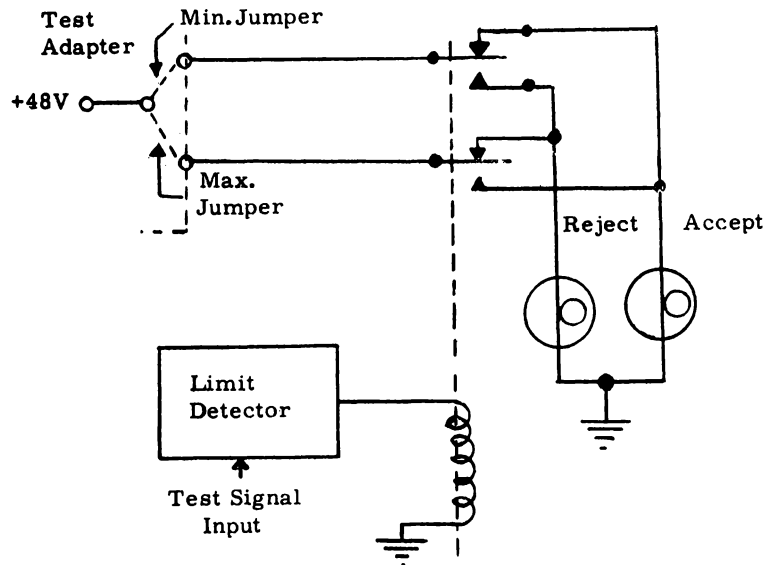 Test
Adapter
Min. Jumper
+48V
Max.
Jumper
Reject
Accept
Limit
Detector
Test Signal
Input